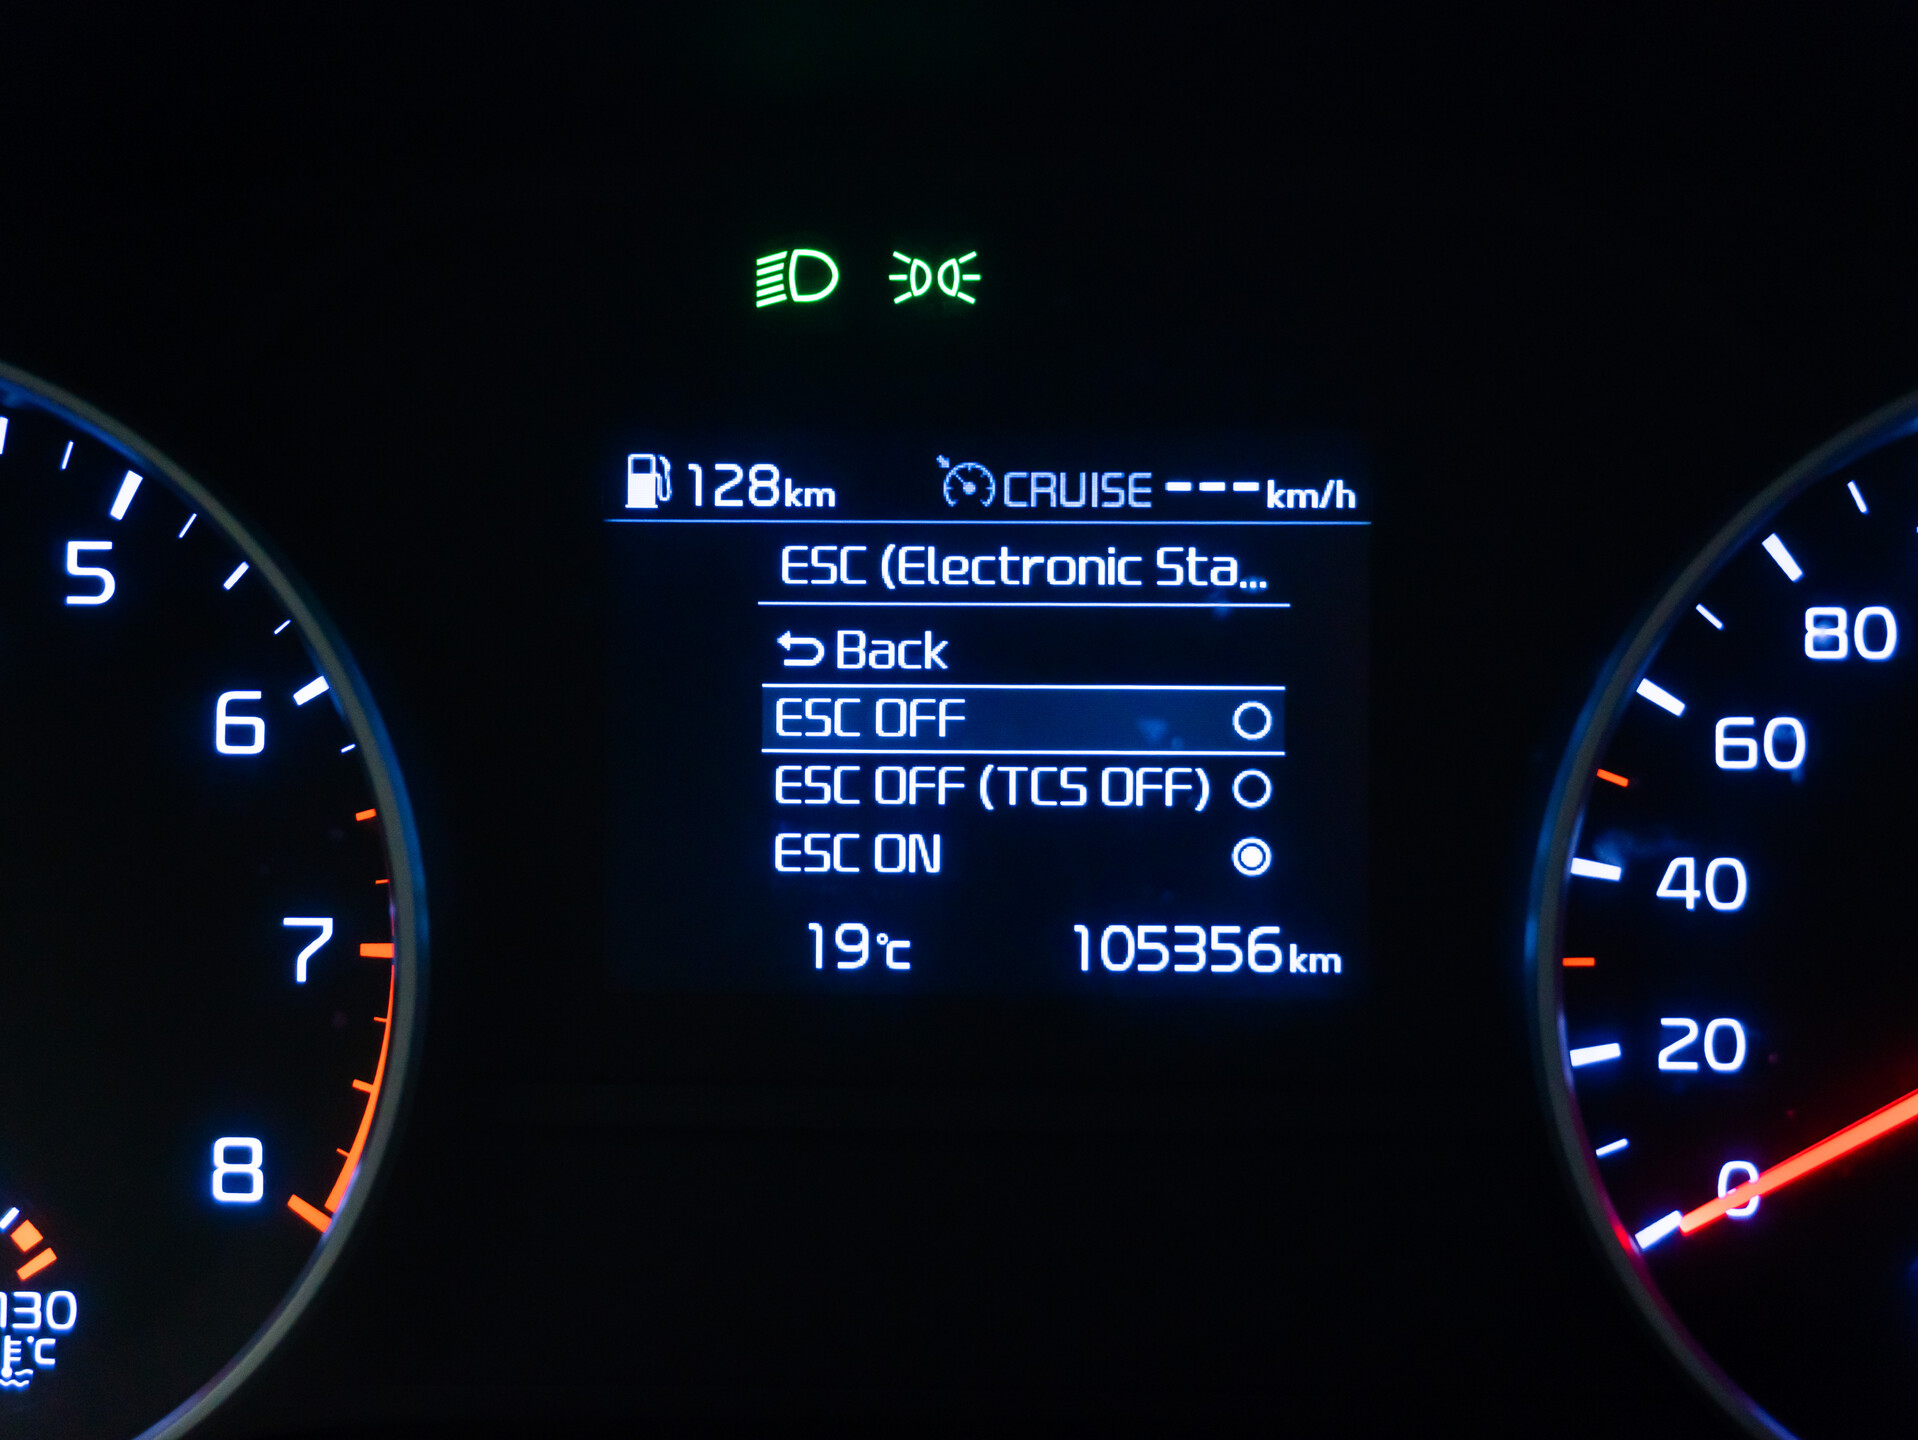 128km CRUISE ---km/h
ESC (Electronic Sta...
Back
ESC OFF
ESC OFF (TCS OFF)
ESC ON
19°C 105356km
5
6
7
8
130
°C
80
60
40
20
0